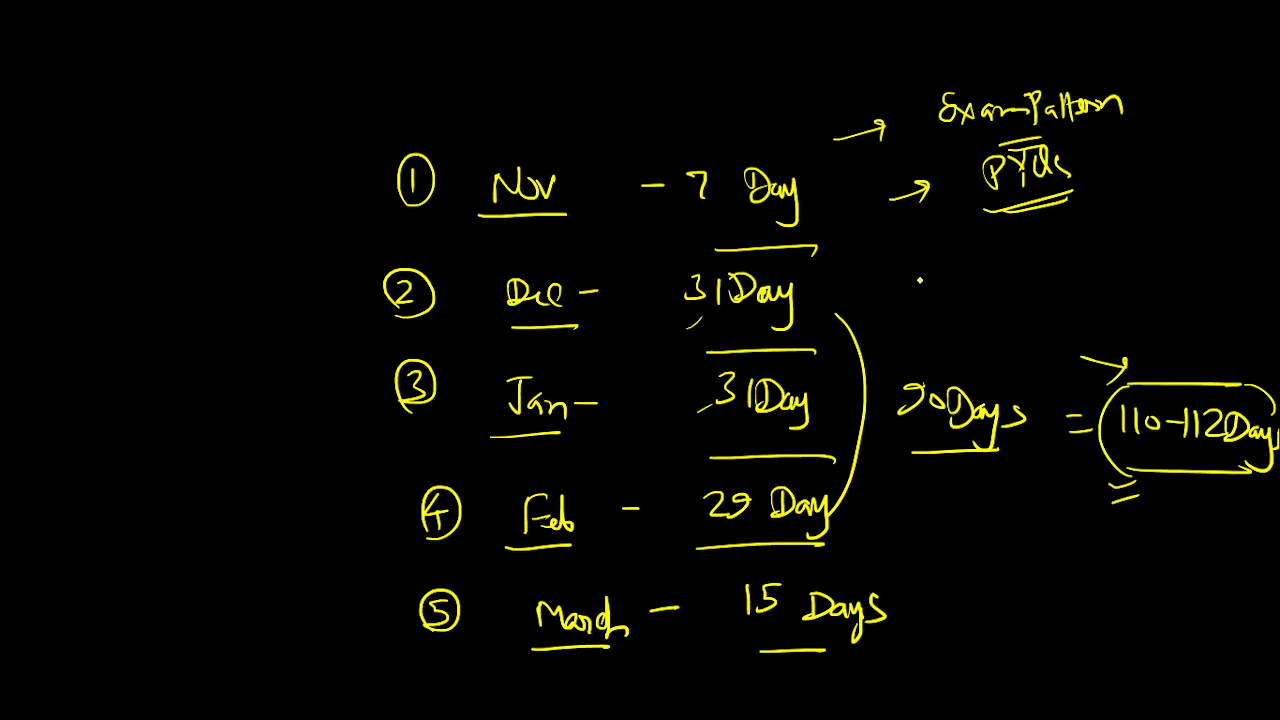 → Exam Pattern
① Nov - 7 Day → PYQs
② Dec - 31 Day
③ Jan - 31 Day
90 Days = 110-112 Days
④ Feb - 29 Day
⑤ March - 15 Days